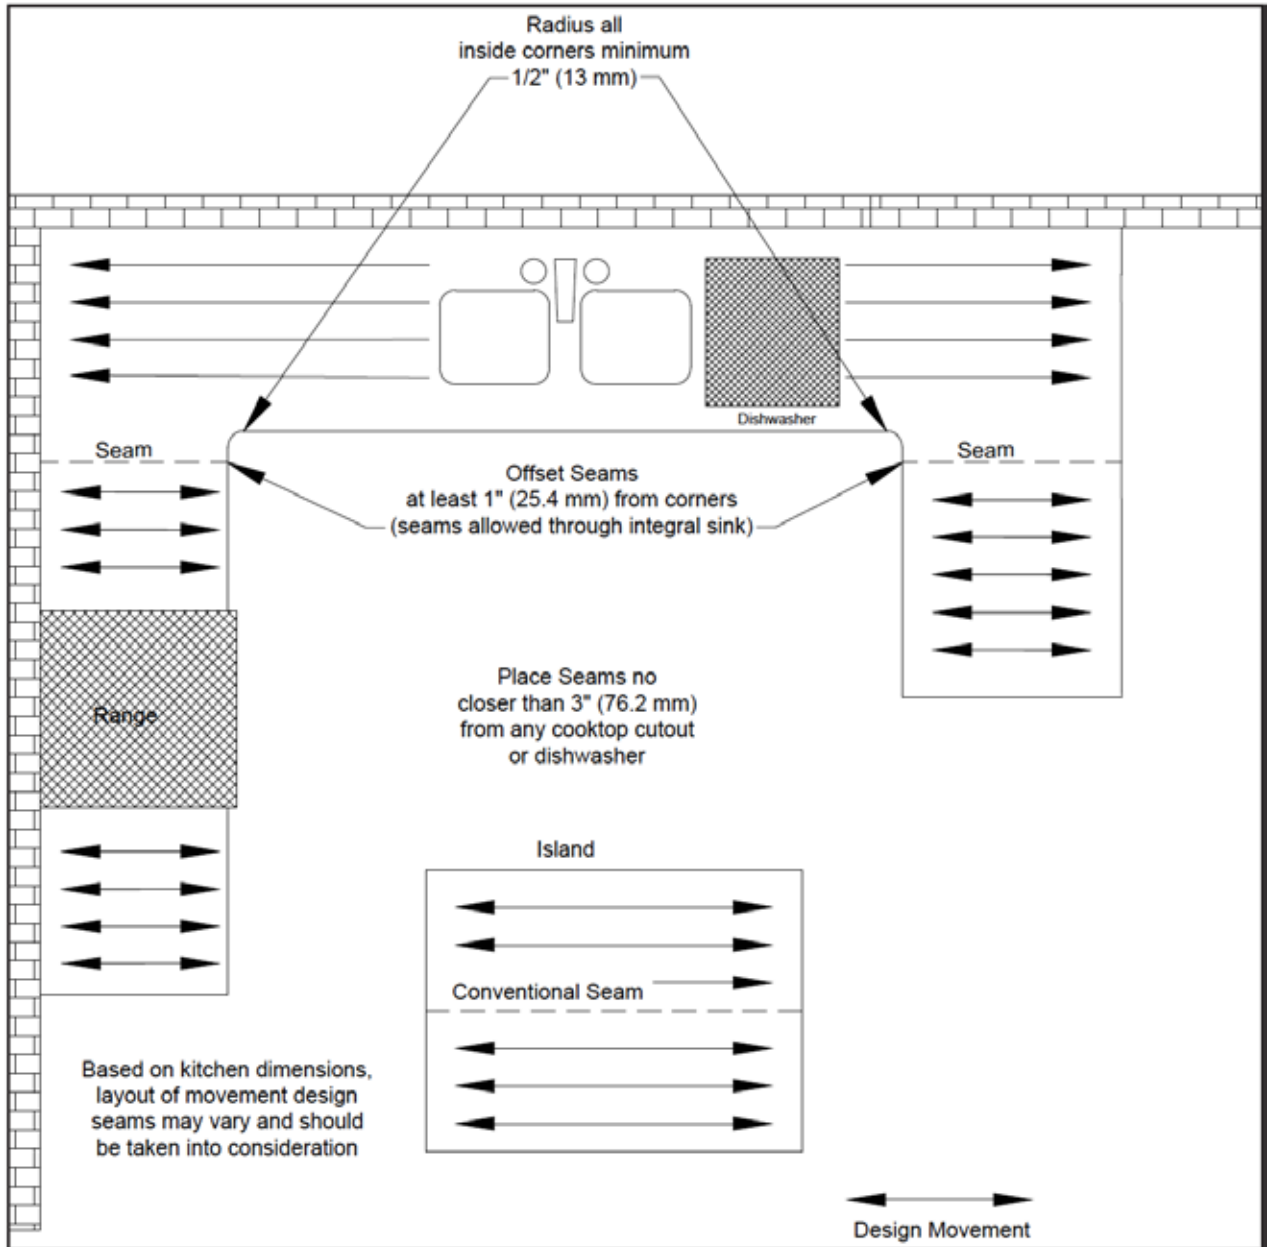 Radius all
inside corners minimum
1/2" (13 mm)
Dishwasher
Seam
Seam
Offset Seams
at least 1" (25.4 mm) from corners
(seams allowed through integral sink)
Place Seams no
closer than 3" (76.2 mm)
from any cooktop cutout
or dishwasher
Range
Island
Conventional Seam
Based on kitchen dimensions,
layout of movement design
seams may vary and should
be taken into consideration
Design Movement